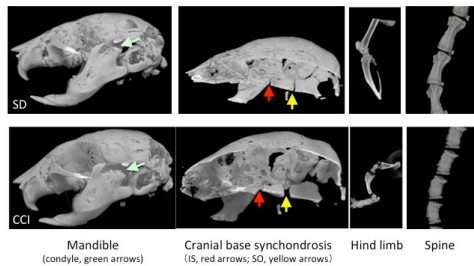 SD
CCI
Mandible
(condyle, green arrows)
Cranial base synchondrosis
(IS, red arrows; SO, yellow arrows)
Hind limb
Spine